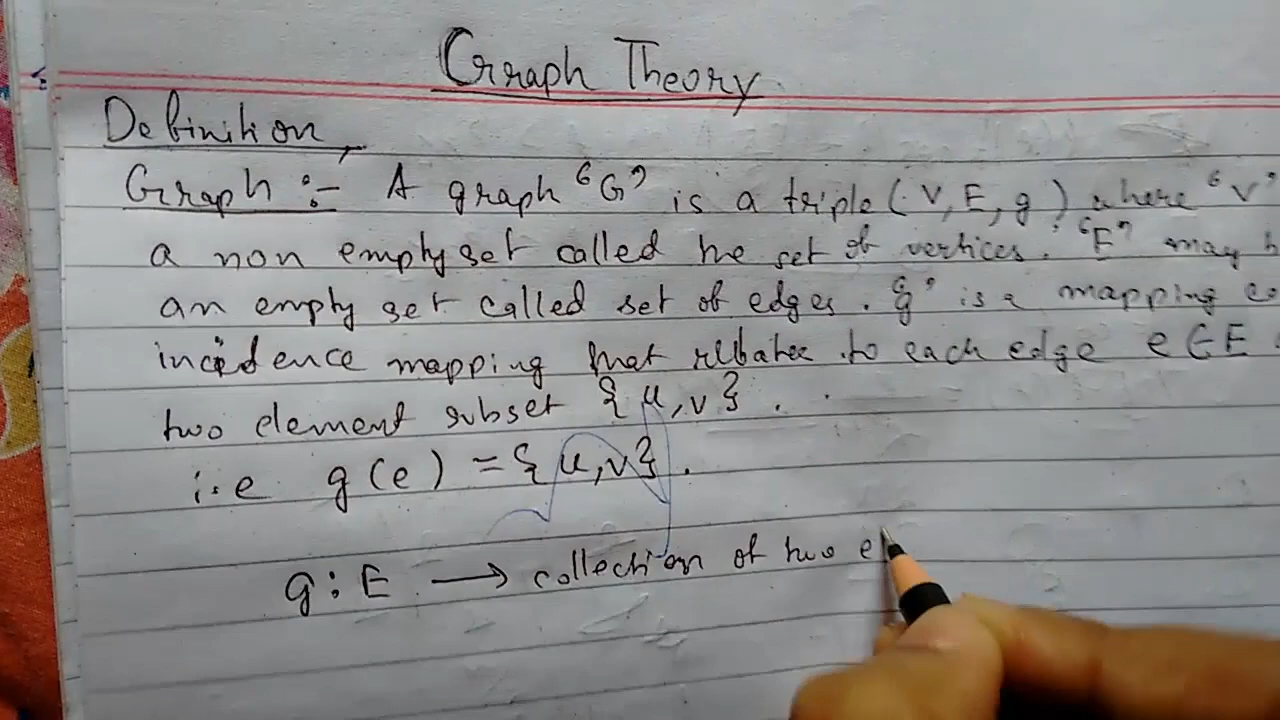 Graph Theory
Definition,
Graph :- A graph 'G' is a triple (V, E, g) where 'V'
a non empty set called the set of vertices. 'E' may b
an empty set called set of edges. 'g' is a mapping ca
incidence mapping that to each edge e ∈ E
two element subset {u, v}.
i.e g(e) = {u, v}.
g : E → collection of two el